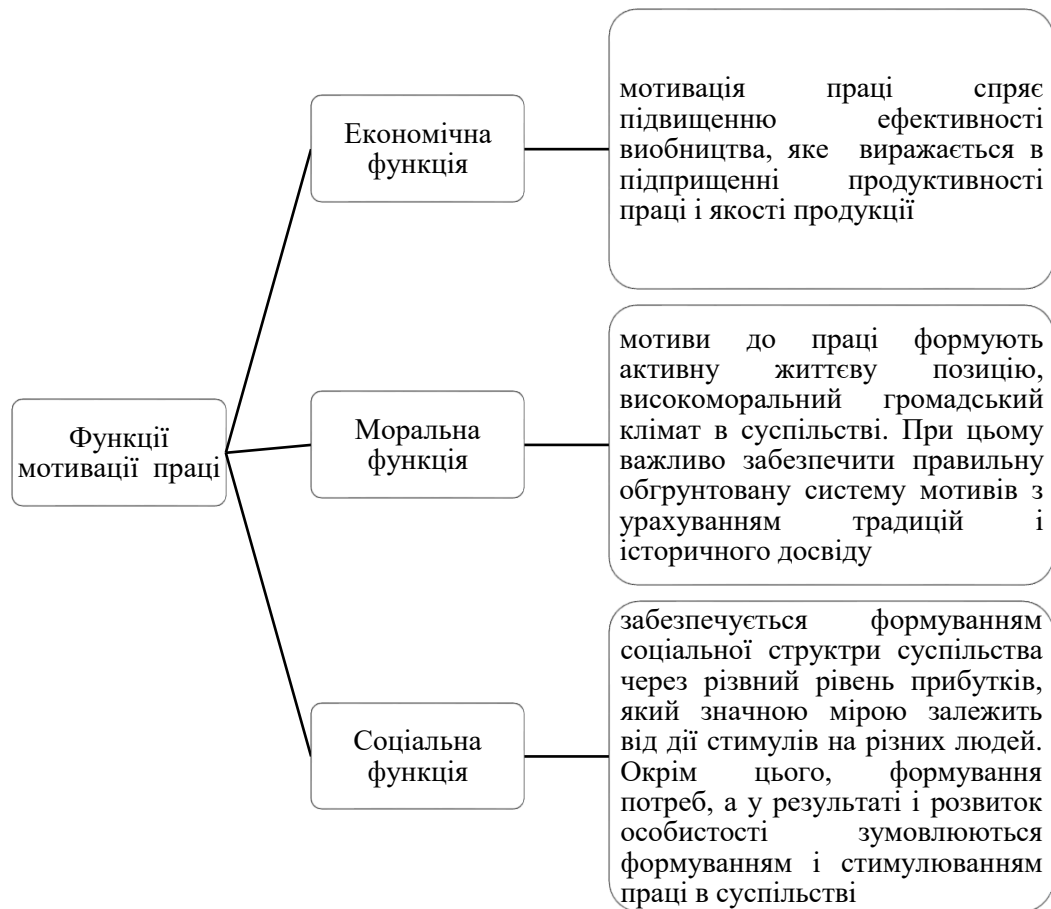 Функції
мотивації праці
Економічна
функція
мотивація праці спряє
підвищенню ефективності
виобництва, яке виражається в
підприщенні продуктивності
праці і якості продукції
Моральна
функція
мотиви до праці формують
активну життєву позицію,
високоморальний громадський
клімат в суспільстві. При цьому
важливо забезпечити правильну
обгрунтовану систему мотивів з
урахуванням традицій і
історичного досвіду
Соціальна
функція
забезпечується формуванням
соціальної структри суспільства
через різвний рівень прибутків,
який значною мірою залежить
від дії стимулів на різних людей.
Окрім цього, формування
потреб, а у результаті і розвиток
особистості зумовлюються
формуванням і стимулюванням
праці в суспільстві